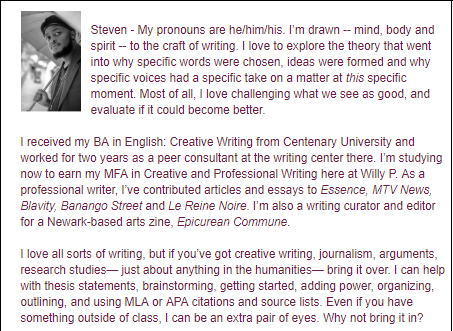 Steven - My pronouns are he/him/his. I'm drawn -- mind, body and
spirit -- to the craft of writing. I love to explore the theory that went
into why specific words were chosen, ideas were formed and why
specific voices had a specific take on a matter at this specific
moment. Most of all, I love challenging what we see as good, and
evaluate if it could become better.
I received my BA in English: Creative Writing from Centenary University and
worked for two years as a peer consultant at the writing center there. I'm studying
now to earn my MFA in Creative and Professional Writing here at Willy P. As a
professional writer, I've contributed articles and essays to Essence, MTV News,
Blavity, Banango Street and Le Reine Noire. I'm also a writing curator and editor
for a Newark-based arts zine, Epicurean Commune.
I love all sorts of writing, but if you've got creative writing, journalism, arguments,
research studies— just about anything in the humanities— bring it over. I can help
with thesis statements, brainstorming, getting started, adding power, organizing,
outlining, and using MLA or APA citations and source lists. Even if you have
something outside of class, I can be an extra pair of eyes. Why not bring it in?